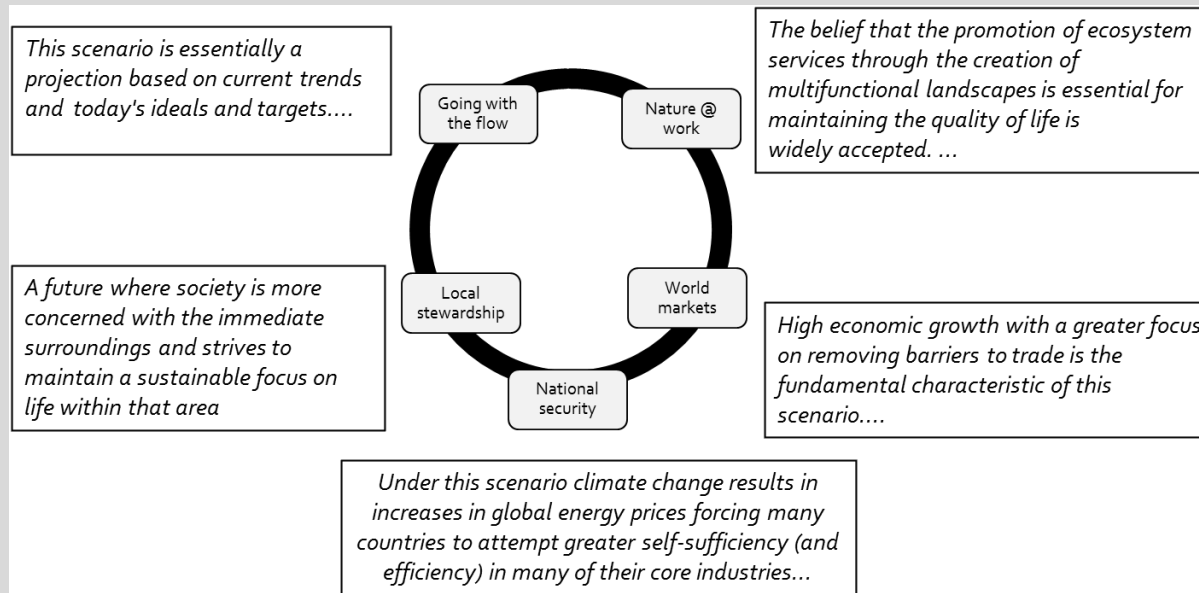 This scenario is essentially a
projection based on current trends
and today's ideals and targets....
Going with
the flow
Nature @
work
The belief that the promotion of ecosystem
services through the creation of
multifunctional landscapes is essential for
maintaining the quality of life is
widely accepted. ...
A future where society is more
concerned with the immediate
surroundings and strives to
maintain a sustainable focus on
life within that area
Local
stewardship
World
markets
High economic growth with a greater focus
on removing barriers to trade is the
fundamental characteristic of this
scenario....
National
security
Under this scenario climate change results in
increases in global energy prices forcing many
countries to attempt greater self-sufficiency (and
efficiency) in many of their core industries...